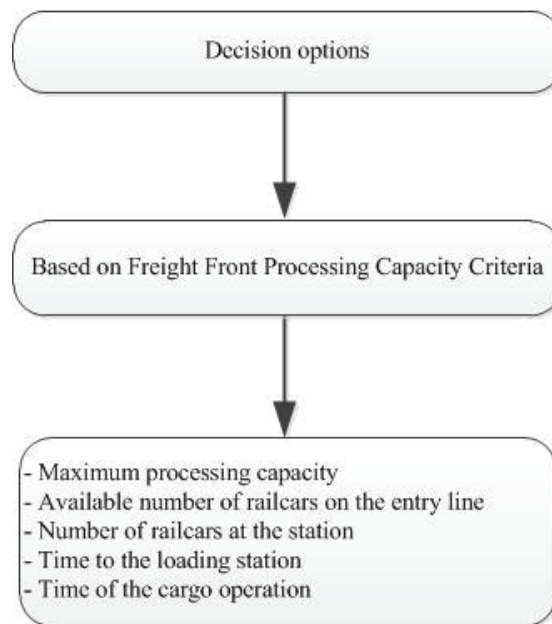 Decision options
Based on Freight Front Processing Capacity Criteria
- Maximum processing capacity
- Available number of railcars on the entry line
- Number of railcars at the station
- Time to the loading station
- Time of the cargo operation